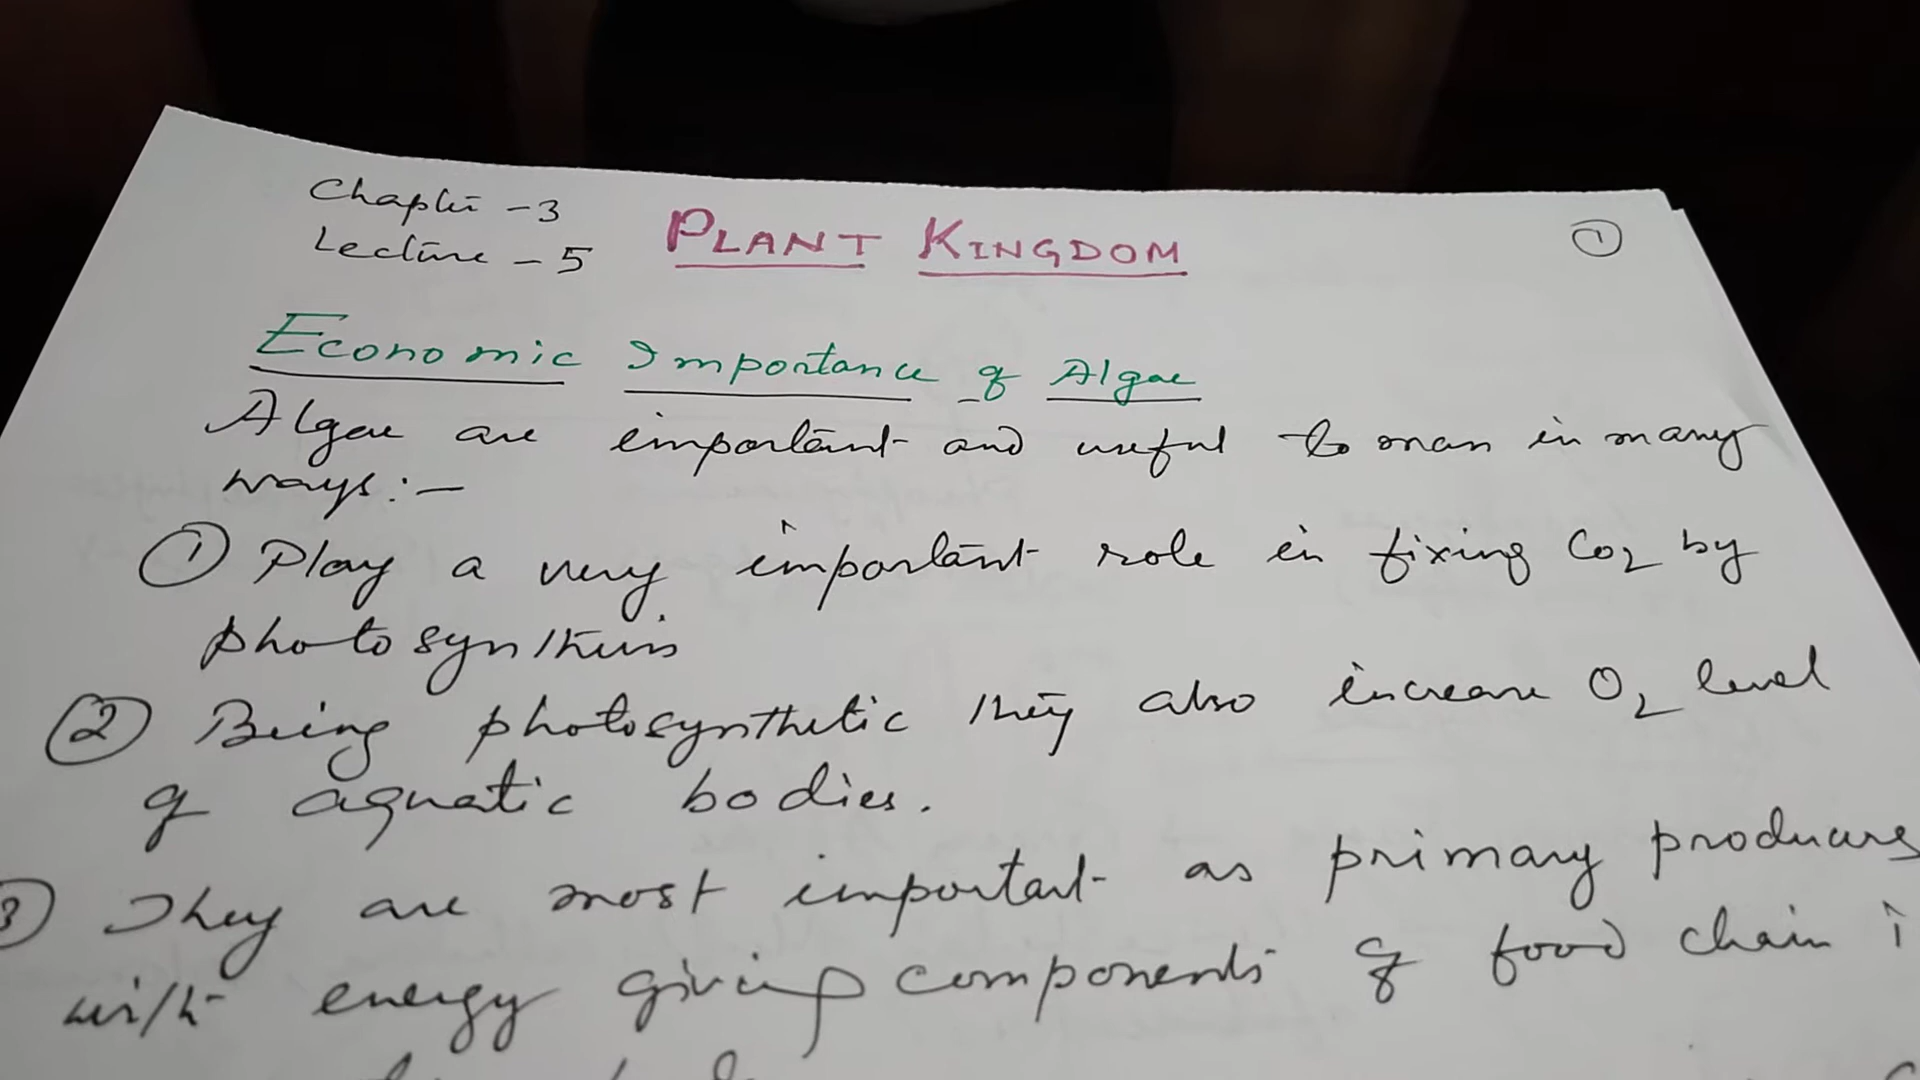 Chapter - 3
Lecture - 5
PLANT KINGDOM
①
Economic Importance of Algae
Algae are important and useful to man in many
ways:-
① Play a very important role in fixing CO2 by
photosynthesis
② Being photosynthetic they also increase O2 level
of aquatic bodies.
③ They are most important as primary producers
with energy giving components of food chain